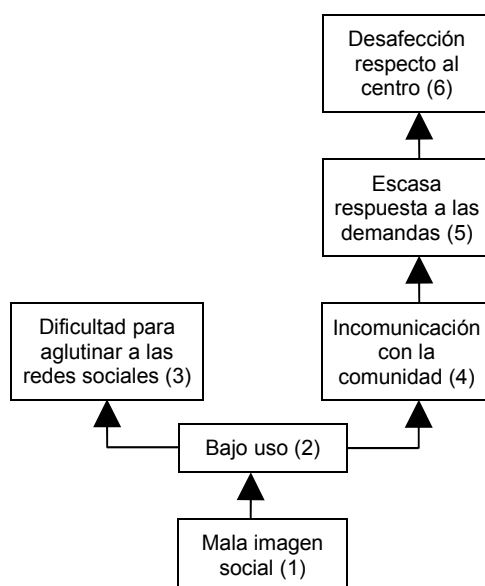 Desafección
respecto al
centro (6)
Escasa
respuesta a las
demandas (5)
Dificultad para
aglutinar a las
redes sociales (3)
Incomunicación
con la
comunidad (4)
Bajo uso (2)
Mala imagen
social (1)